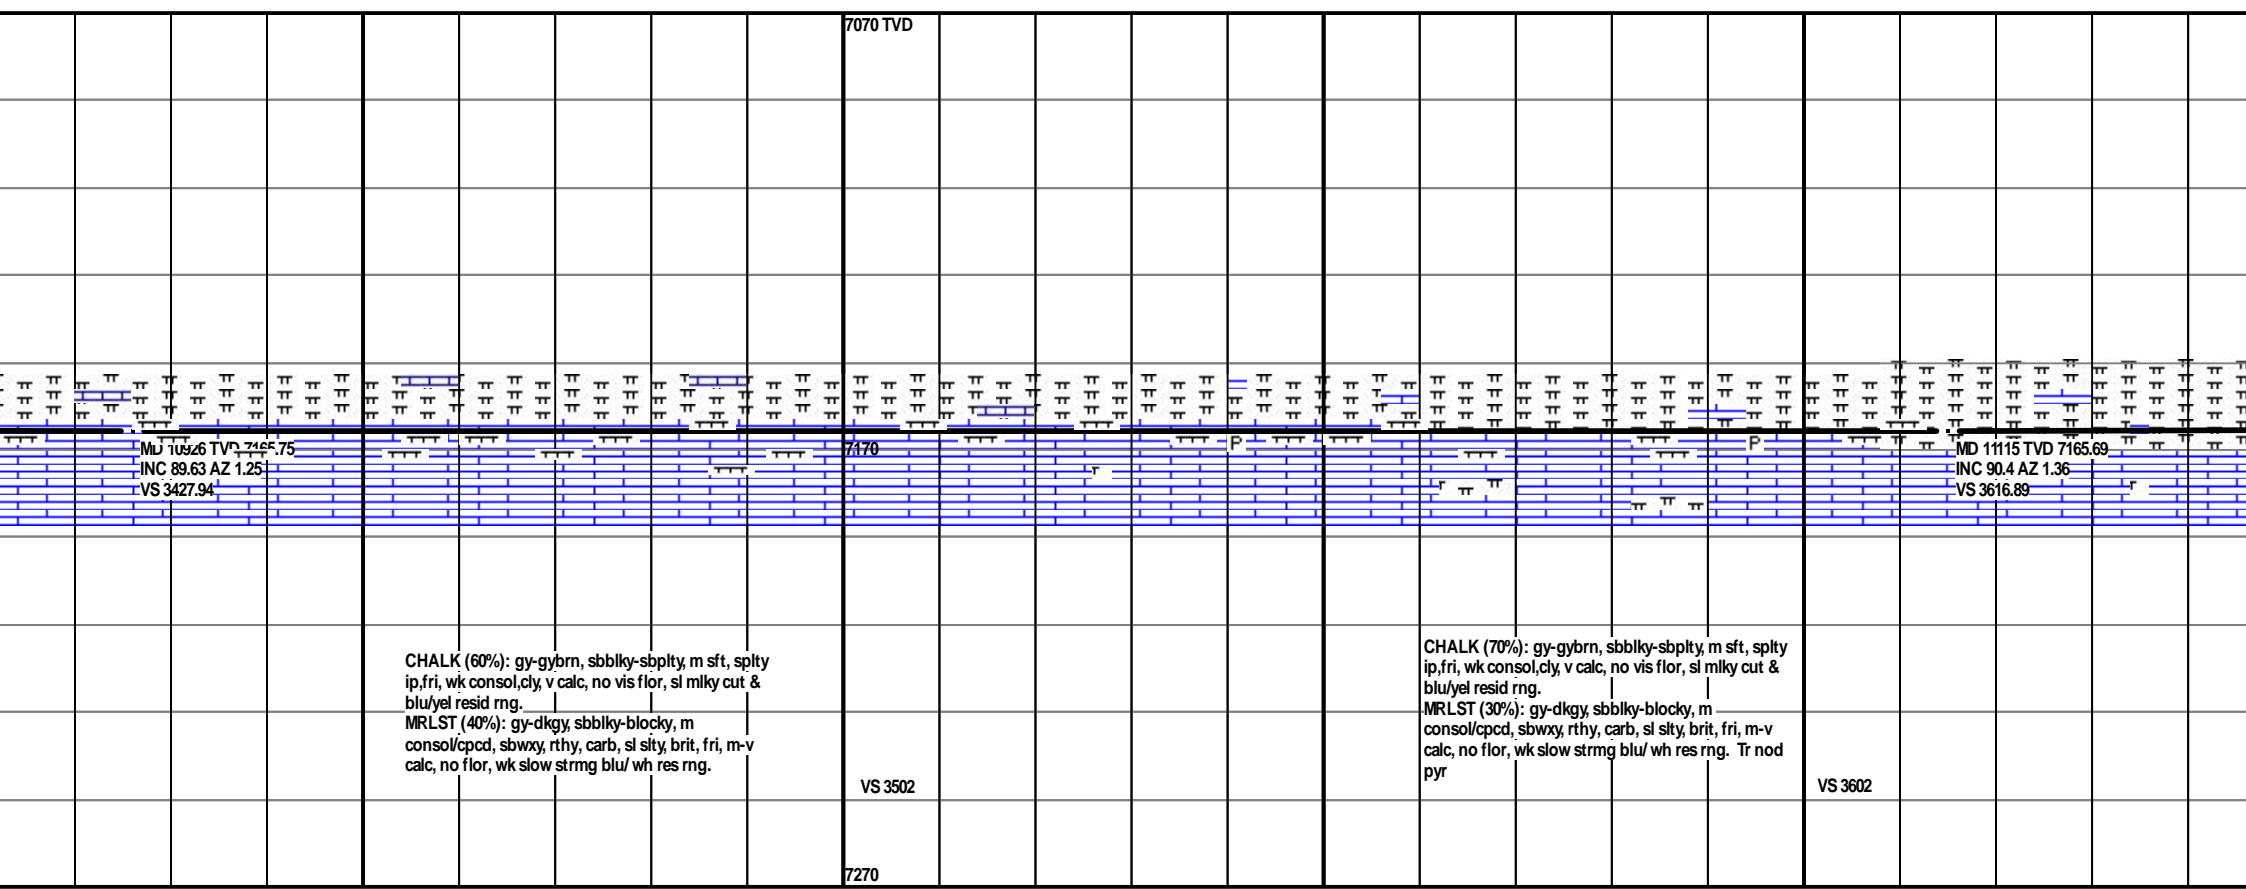 7070 TVD
MD 10926 TVD 7165.75
INC 89.63 AZ 1.25
VS 3427.94
7170
P
P
MD 11115 TVD 7165.69
INC 90.4 AZ 1.36
VS 3616.89
CHALK (60%): gy-gybrn, sbblky-sbplty, m sft, splty
ip,fri, wk consol,cly, v calc, no vis flor, sl mlky cut &
blu/yel resid rng.
MRLST (40%): gy-dkgy, sbblky-blocky, m
consol/cpcd, sbwxy, rthy, carb, sl slty, brit, fri, m-v
calc, no flor, wk slow strmg blu/ wh res rng.
CHALK (70%): gy-gybrn, sbblky-sbplty, m sft, splty
ip,fri, wk consol,cly, v calc, no vis flor, sl mlky cut &
blu/yel resid rng.
MRLST (30%): gy-dkgy, sbblky-blocky, m
consol/cpcd, sbwxy, rthy, carb, sl slty, brit, fri, m-v
calc, no flor, wk slow strmg blu/ wh res rng.  Tr nod
pyr
VS 3502
VS 3602
7270